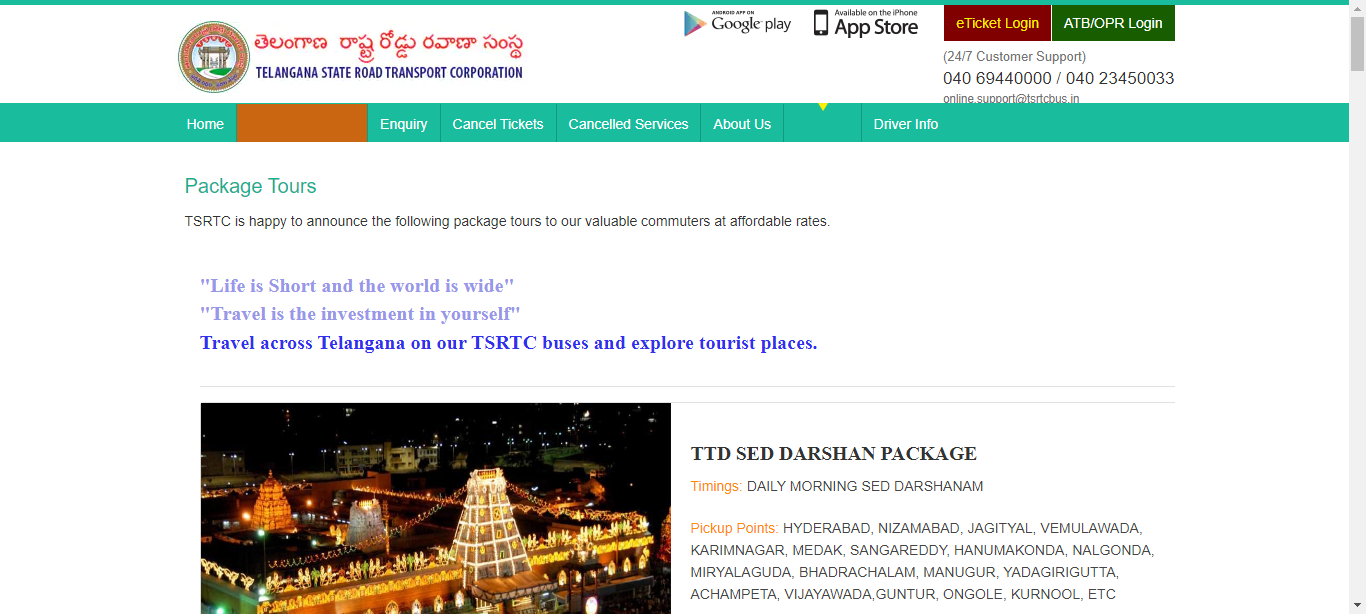 తెలంగాణ రాష్ట్ర రోడ్డు రవాణా సంస్థ
TELANGANA STATE ROAD TRANSPORT CORPORATION
ANDROID APP ON
Google play
Available on the iPhone
App Store
eTicket Login
ATB/OPR Login
(24/7 Customer Support)
040 69440000 / 040 23450033
online.support@tsrtcbus.in
Home
Enquiry
Cancel Tickets
Cancelled Services
About Us
Driver Info
Package Tours
TSRTC is happy to announce the following package tours to our valuable commuters at affordable rates.
"Life is Short and the world is wide"
"Travel is the investment in yourself"
Travel across Telangana on our TSRTC buses and explore tourist places.
TTD SED DARSHAN PACKAGE
Timings: DAILY MORNING SED DARSHANAM
Pickup Points: HYDERABAD, NIZAMABAD, JAGITYAL, VEMULAWADA,
KARIMNAGAR, MEDAK, SANGAREDDY, HANUMAKONDA, NALGONDA,
MIRYALAGUDA, BHADRACHALAM, MANUGUR, YADAGIRIGUTTA,
ACHAMPETA, VIJAYAWADA,GUNTUR, ONGOLE, KURNOOL, ETC